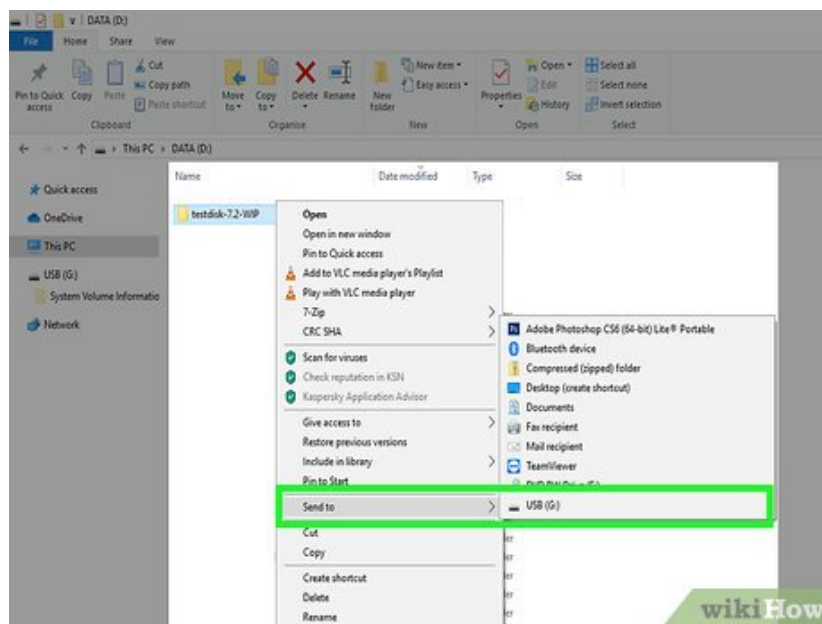 DATA (D:)
File Home Share View
Pin to Quick access
Copy
Paste
Cut
Copy path
Paste shortcut
Clipboard
Move to
Copy to
Delete
Rename
Organise
New folder
New item
Easy access
New
Properties
Open
Edit
History
Open
Select all
Select none
Invert selection
Select
This PC > DATA (D:)
Name Date modified Type Size
Quick access
OneDrive
This PC
USB (G:)
System Volume Informatio
Network
testdisk-7.2-WIP
Open
Open in new window
Pin to Quick access
Add to VLC media player's Playlist
Play with VLC media player
7-Zip
CRC SHA
Scan for viruses
Check reputation in KSN
Kaspersky Application Advisor
Give access to
Restore previous versions
Include in library
Pin to Start
Send to
Cut
Copy
Create shortcut
Delete
Rename
Adobe Photoshop CS6 (64-bit) Lite® Portable
Bluetooth device
Compressed (zipped) folder
Desktop (create shortcut)
Documents
Fax recipient
Mail recipient
TeamViewer
USB (G:)
wikiHow